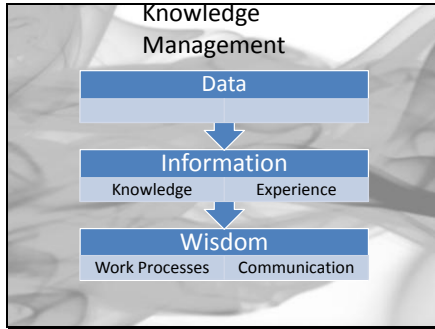 Knowledge
Management
Data
Information
Knowledge Experience
Wisdom
Work Processes Communication